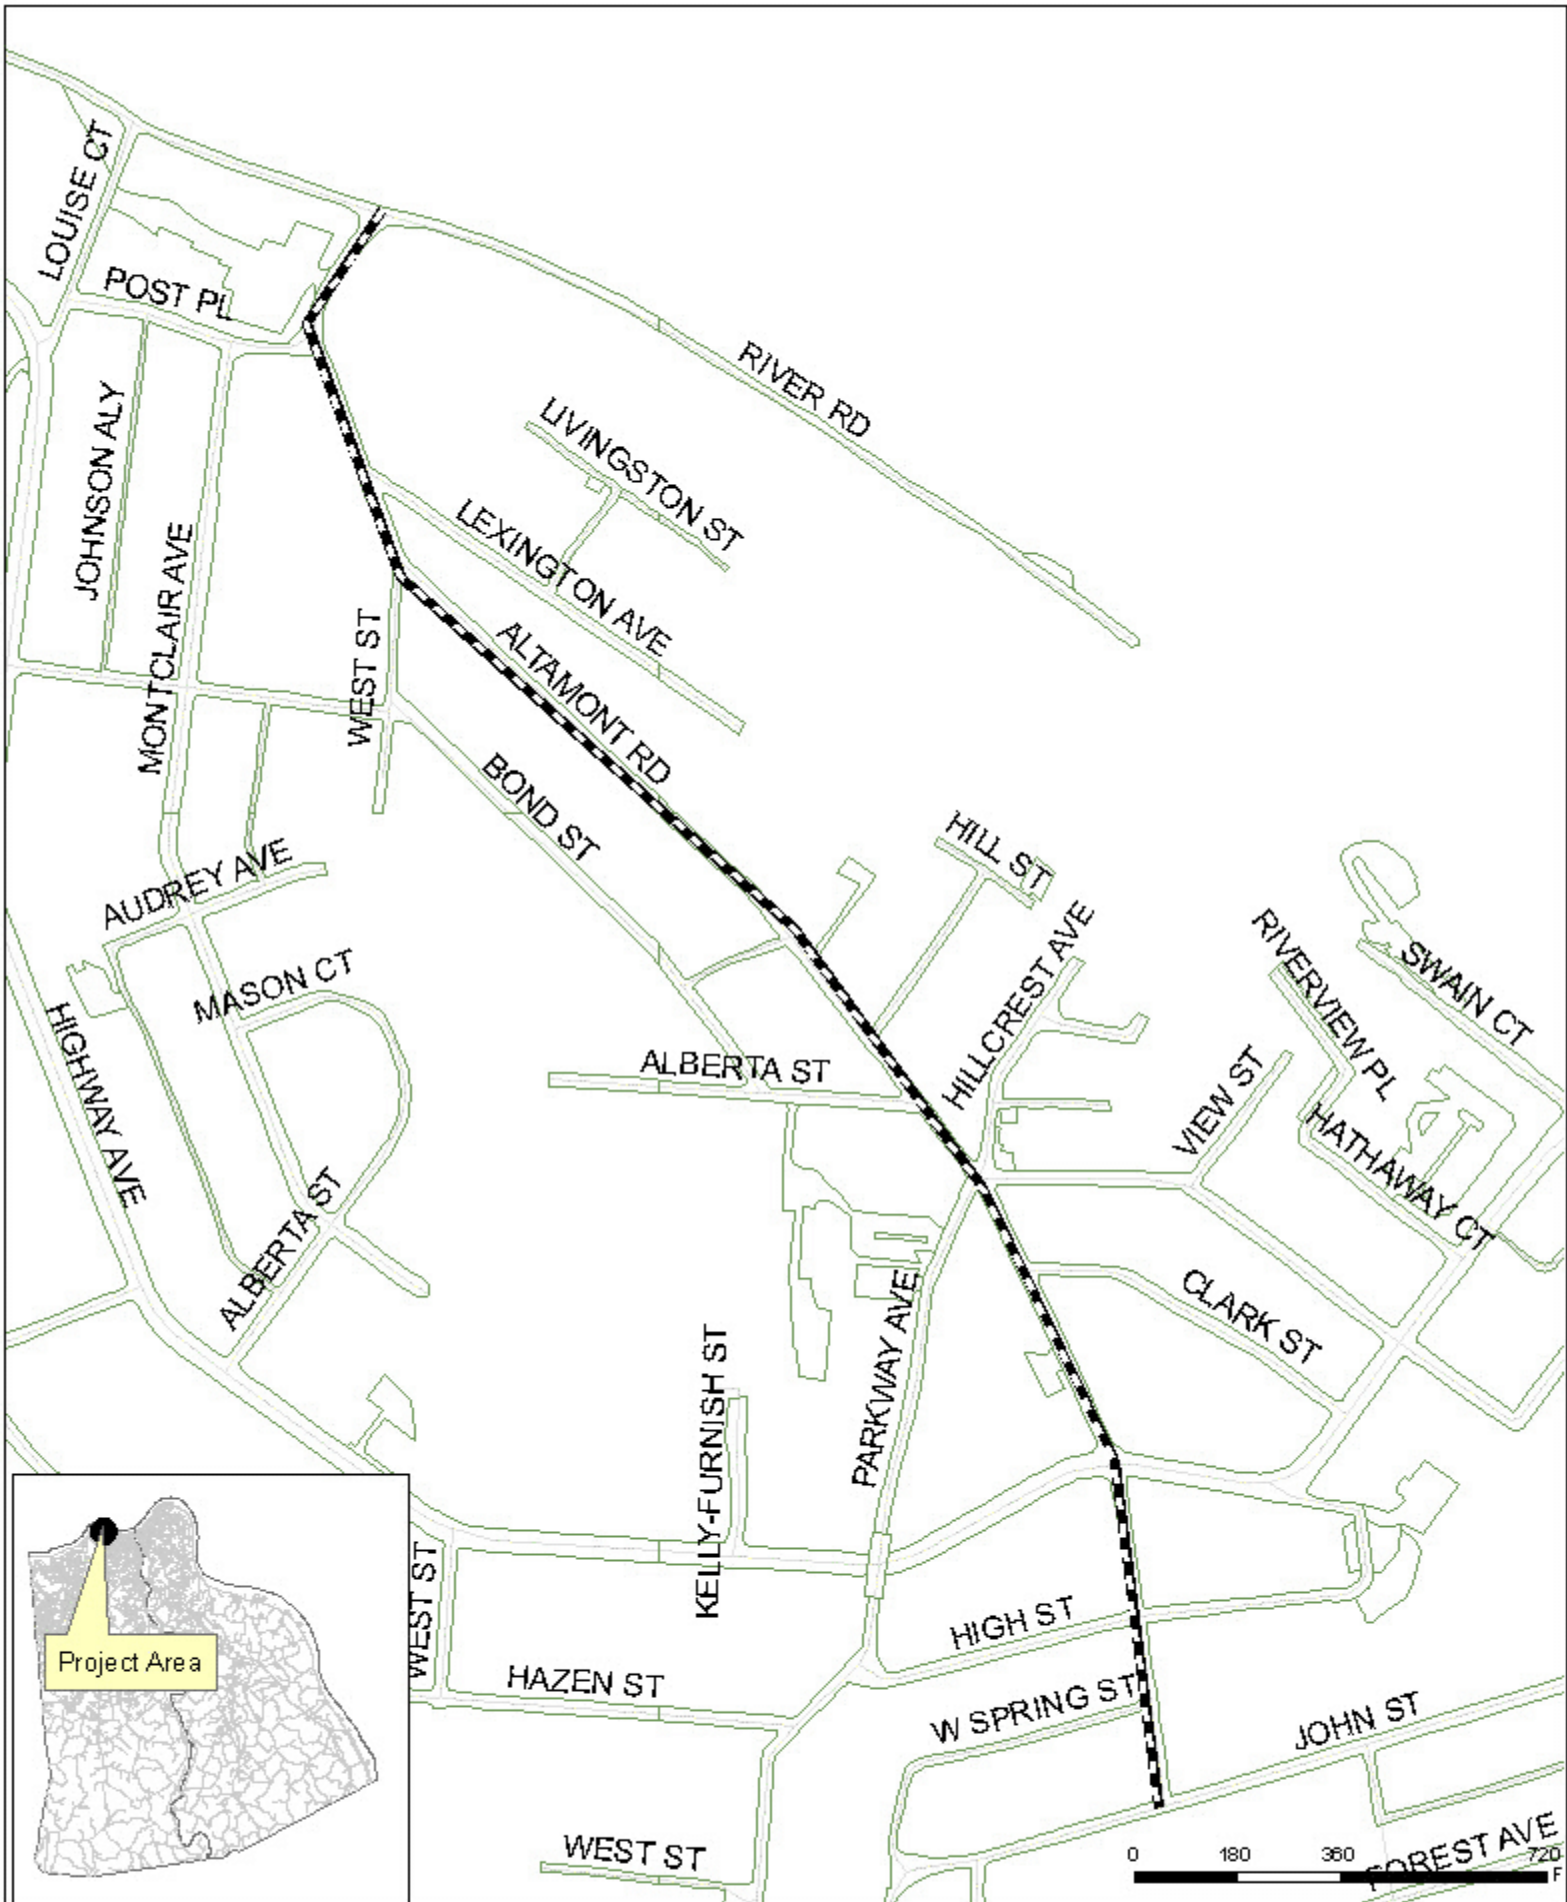 LOUISE CT
POST PL
RIVER RD
JOHNSON ALY
LIVINGSTON ST
LEXINGTON AVE
MONTCLAIR AVE
WEST ST
ALTAMONT RD
BOND ST
AUDREY AVE
HILL ST
HILLCREST AVE
RIVERVIEW PL
SWAIN CT
MASON CT
HIGHWAY AVE
ALBERTA ST
VIEW ST
HATHAWAY CT
ALBERTA ST
PARKWAY AVE
CLARK ST
KELLY-FURNISH ST
WEST ST
HIGH ST
Project Area
HAZEN ST
W SPRING ST
JOHN ST
WEST ST
FOREST AVE
0 180 360 720
F